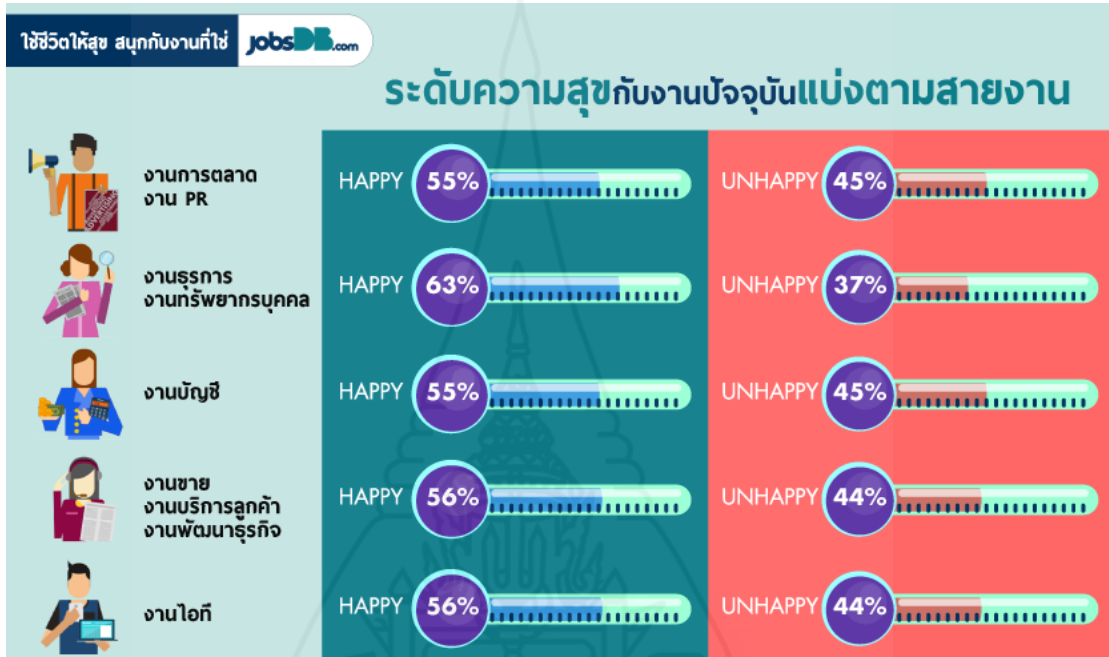 ใช้ชีวิตให้สุข สนุกกับงานที่ใช่ jobsDB.com
ระดับความสุขกับงานปัจจุบันแบ่งตามสายงาน
งานการตลาด
งาน PR
HAPPY 55% UNHAPPY 45%
ADVERTISING
งานธุรการ
งานทรัพยากรบุคคล
HAPPY 63% UNHAPPY 37%
งานบัญชี
HAPPY 55% UNHAPPY 45%
งานขาย
งานบริการลูกค้า
งานพัฒนาธุรกิจ
HAPPY 56% UNHAPPY 44%
งานไอที
HAPPY 56% UNHAPPY 44%